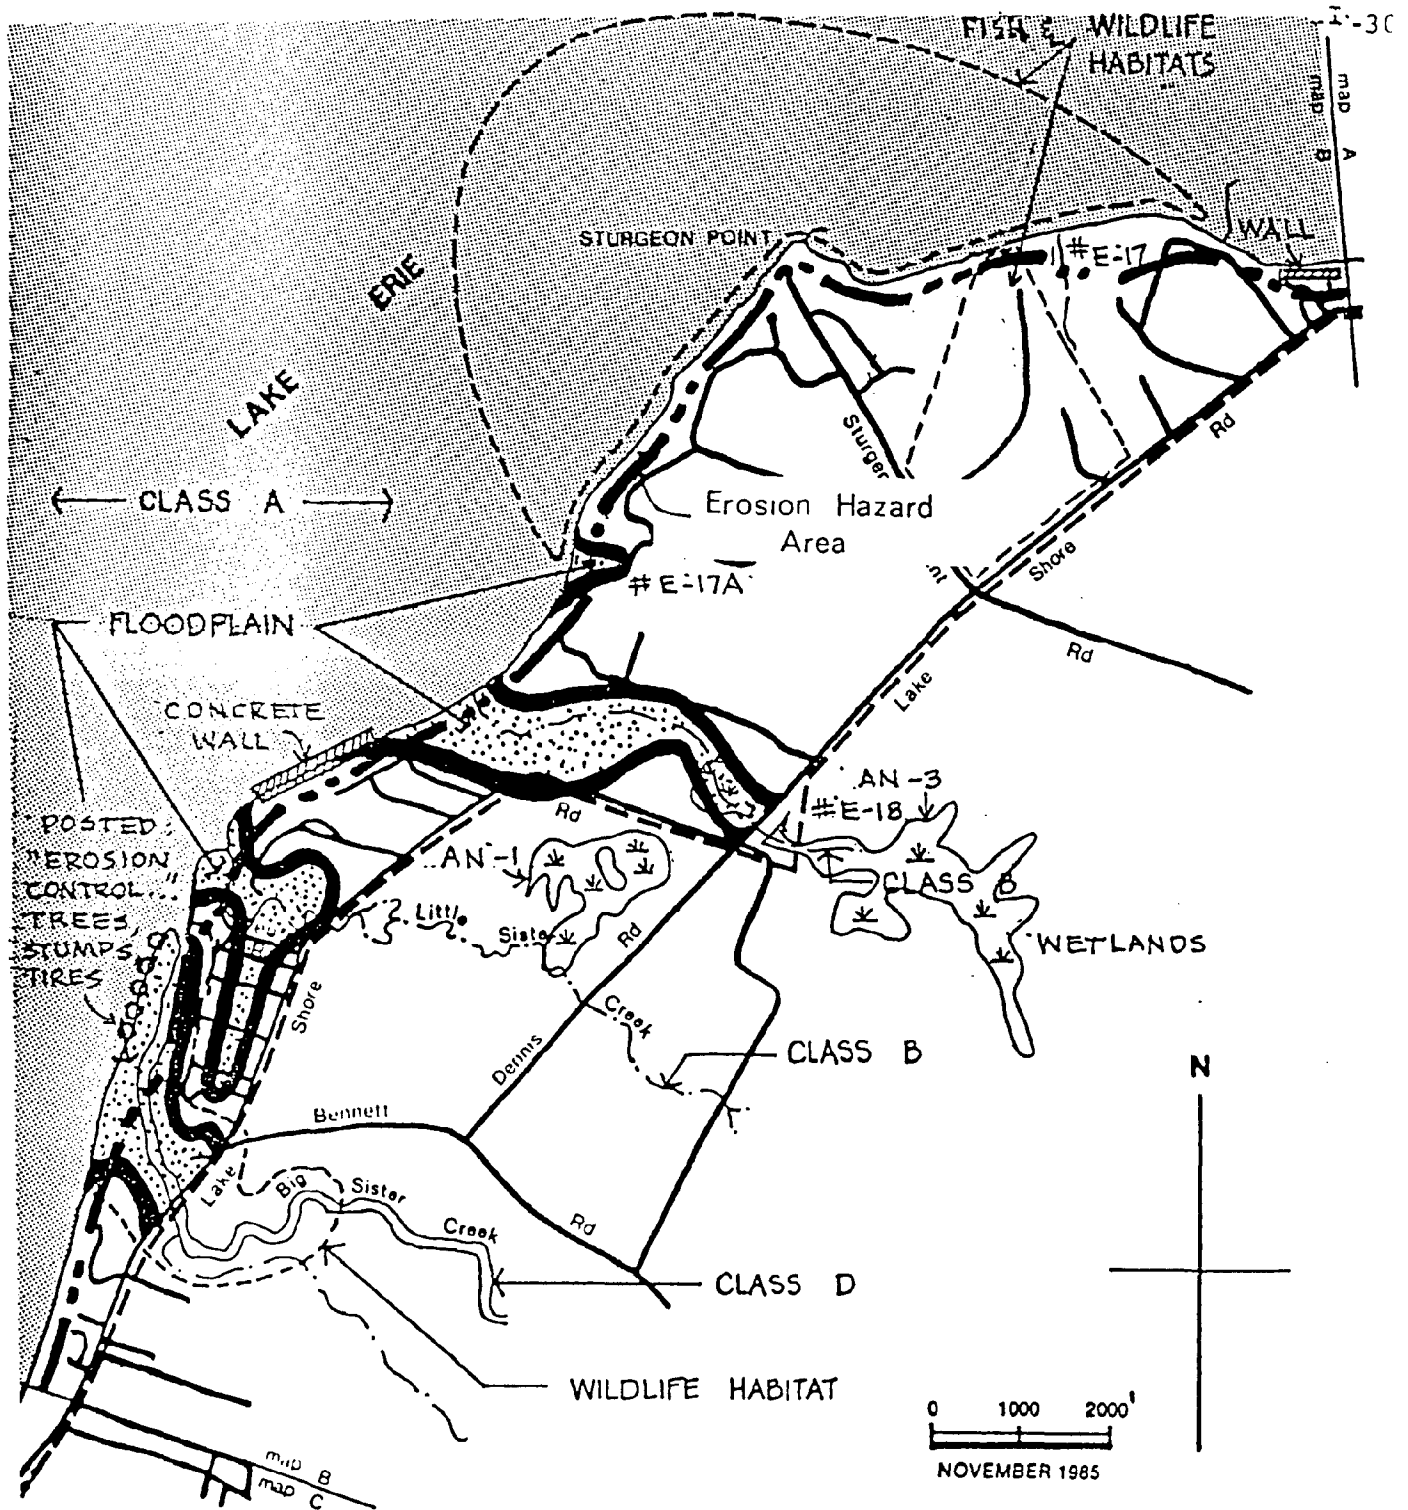 I-30
FISH & WILDLIFE
HABITATS
map A
map B
WALL
# E-17
STURGEON POINT
LAKE ERIE
CLASS A
Sturgeon
Rd
Erosion Hazard
Area
Shore
# E-17A
nt
Rd
Lake
FLOODPLAIN
CONCRETE
WALL
AN-3
# E-18
Rd
POSTED:
"EROSION
CONTROL..."
TREES,
STUMPS,
TIRES
AN-1
CLASS B
Little
Sister
Rd
WETLANDS
Shore
Creek
CLASS B
Dennis
N
Bennett
Lake
Big
Sister
Creek
Rd
CLASS D
WILDLIFE HABITAT
0 1000 2000'
NOVEMBER 1985
map B
map C